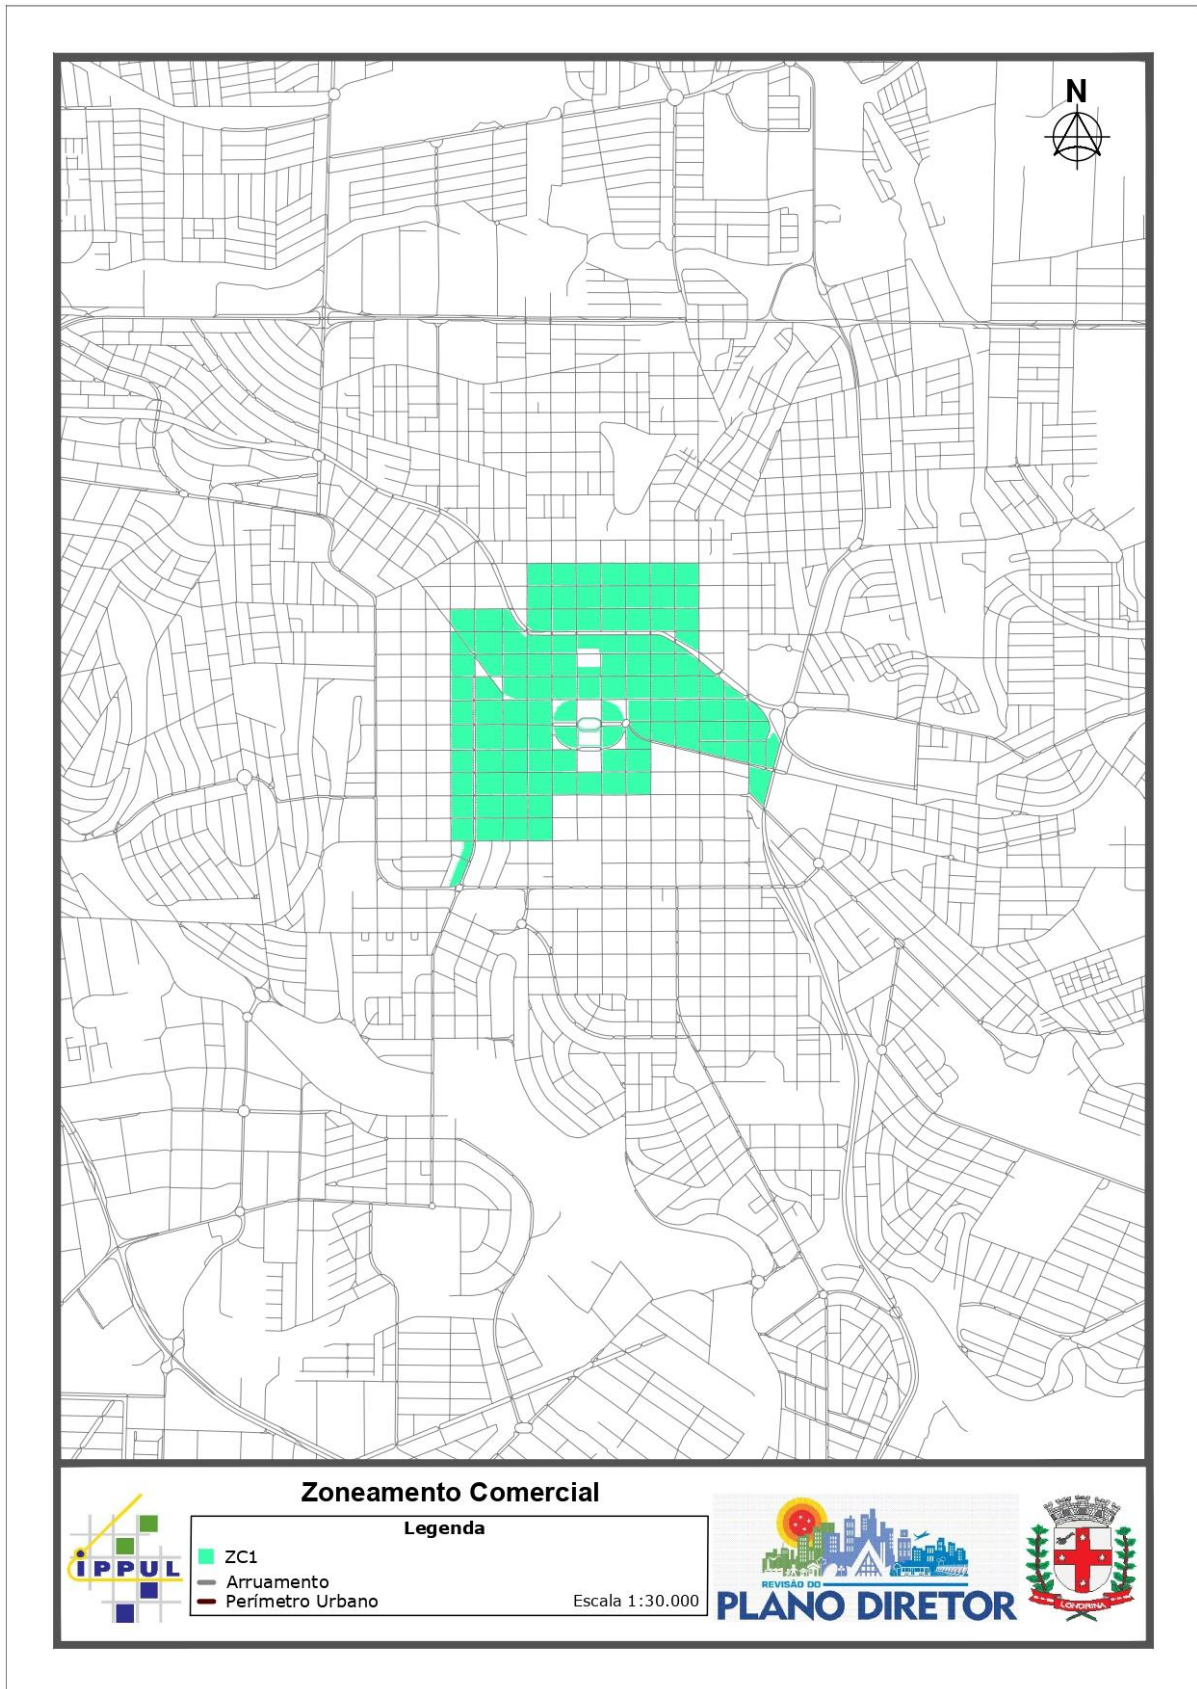 N
Zoneamento Comercial
Legenda
ZC1
Arruamento
Perímetro Urbano
Escala 1:30.000
iPPUL
REVISÃO DO
PLANO DIRETOR
LONDRINA